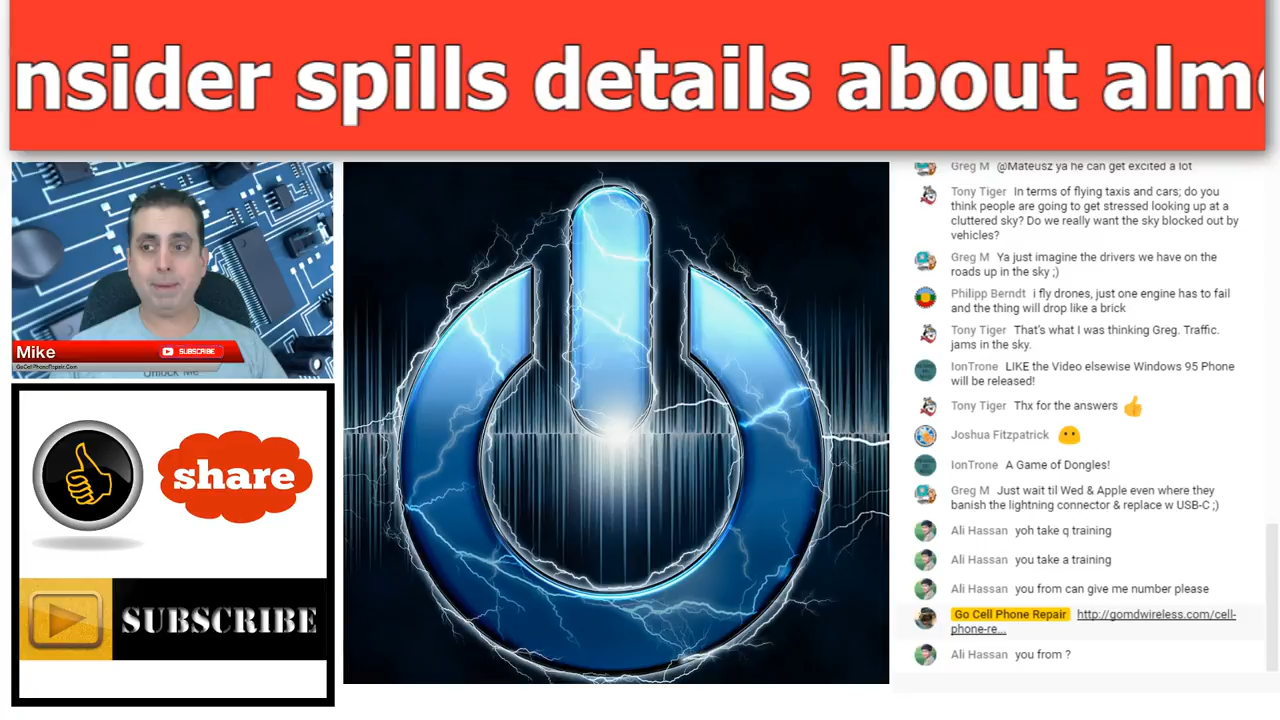 nsider spills details about almo
Mike
SUBSCRIBE
GoCellPhoneRepair.Com
Unlock Me
share
SUBSCRIBE
Greg M @Mateusz ya he can get excited a lot
Tony Tiger In terms of flying taxis and cars; do you
think people are going to get stressed looking up at a
cluttered sky? Do we really want the sky blocked out by
vehicles?
Greg M Ya just imagine the drivers we have on the
roads up in the sky ;)
Philipp Berndt i fly drones, just one engine has to fail
and the thing will drop like a brick
Tony Tiger That's what I was thinking Greg. Traffic.
jams in the sky.
IonTrone LIKE the Video elsewise Windows 95 Phone
will be released!
Tony Tiger Thx for the answers 👍
Joshua Fitzpatrick 😶
IonTrone A Game of Dongles!
Greg M Just wait til Wed & Apple even where they
banish the lightning connector & replace w USB-C ;)
Ali Hassan yoh take q training
Ali Hassan you take a training
Ali Hassan you from can give me number please
Go Cell Phone Repair http://gomdwireless.com/cell-
phone-re...
Ali Hassan you from ?